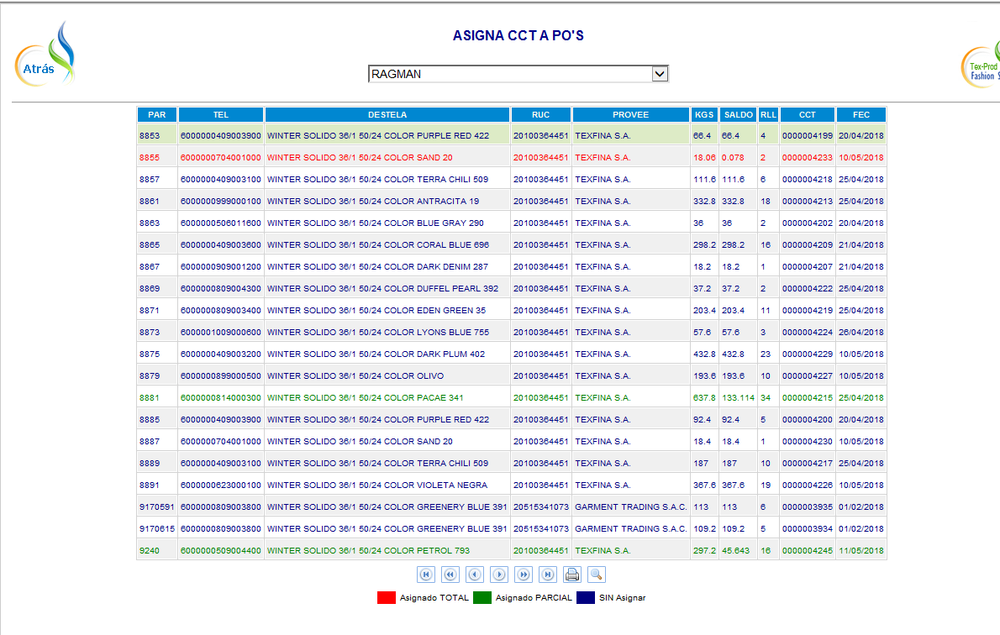 Atrás
ASIGNA CCT A PO'S
Tex-Prod
Fashion S
RAGMAN
PAR TEL DESTELA RUC PROVEE KGS SALDO RLL CCT FEC
8853 6000000409003900 WINTER SOLIDO 36/1 50/24 COLOR PURPLE RED 422 20100364451 TEXFINA S.A. 66.4 66.4 4 0000004199 20/04/2018
8855 6000000704001000 WINTER SOLIDO 36/1 50/24 COLOR SAND 20 20100364451 TEXFINA S.A. 18.06 0.078 2 0000004233 10/05/2018
8857 6000000409003100 WINTER SOLIDO 36/1 50/24 COLOR TERRA CHILI 509 20100364451 TEXFINA S.A. 111.6 111.6 6 0000004218 25/04/2018
8861 6000000999000100 WINTER SOLIDO 36/1 50/24 COLOR ANTRACITA 19 20100364451 TEXFINA S.A. 332.8 332.8 18 0000004213 25/04/2018
8863 6000000506011600 WINTER SOLIDO 36/1 50/24 COLOR BLUE GRAY 290 20100364451 TEXFINA S.A. 36 36 2 0000004202 20/04/2018
8865 6000000409003600 WINTER SOLIDO 36/1 50/24 COLOR CORAL BLUE 696 20100364451 TEXFINA S.A. 298.2 298.2 16 0000004209 21/04/2018
8867 6000000909001200 WINTER SOLIDO 36/1 50/24 COLOR DARK DENIM 287 20100364451 TEXFINA S.A. 18.2 18.2 1 0000004207 21/04/2018
8869 6000000809004300 WINTER SOLIDO 36/1 50/24 COLOR DUFFEL PEARL 392 20100364451 TEXFINA S.A. 37.2 37.2 2 0000004222 25/04/2018
8871 6000000809003400 WINTER SOLIDO 36/1 50/24 COLOR EDEN GREEN 35 20100364451 TEXFINA S.A. 203.4 203.4 11 0000004219 25/04/2018
8873 6000001009000600 WINTER SOLIDO 36/1 50/24 COLOR LYONS BLUE 755 20100364451 TEXFINA S.A. 57.6 57.6 3 0000004224 26/04/2018
8875 6000000409003200 WINTER SOLIDO 36/1 50/24 COLOR DARK PLUM 402 20100364451 TEXFINA S.A. 432.8 432.8 23 0000004229 10/05/2018
8879 6000000899000500 WINTER SOLIDO 36/1 50/24 COLOR OLIVO 20100364451 TEXFINA S.A. 193.6 193.6 10 0000004227 10/05/2018
8881 6000000814000300 WINTER SOLIDO 36/1 50/24 COLOR PACAE 341 20100364451 TEXFINA S.A. 637.8 133.114 34 0000004215 25/04/2018
8885 6000000409003900 WINTER SOLIDO 36/1 50/24 COLOR PURPLE RED 422 20100364451 TEXFINA S.A. 92.4 92.4 5 0000004200 20/04/2018
8887 6000000704001000 WINTER SOLIDO 36/1 50/24 COLOR SAND 20 20100364451 TEXFINA S.A. 18.4 18.4 1 0000004230 10/05/2018
8889 6000000409003100 WINTER SOLIDO 36/1 50/24 COLOR TERRA CHILI 509 20100364451 TEXFINA S.A. 187 187 10 0000004217 25/04/2018
8891 6000000623000100 WINTER SOLIDO 36/1 50/24 COLOR VIOLETA NEGRA 20100364451 TEXFINA S.A. 367.6 367.6 19 0000004226 10/05/2018
9170591 6000000809003800 WINTER SOLIDO 36/1 50/24 COLOR GREENERY BLUE 391 20515341073 GARMENT TRADING S.A.C. 113 113 6 0000003935 01/02/2018
9170615 6000000809003800 WINTER SOLIDO 36/1 50/24 COLOR GREENERY BLUE 391 20515341073 GARMENT TRADING S.A.C. 109.2 109.2 5 0000003934 01/02/2018
9240 6000000509004400 WINTER SOLIDO 36/1 50/24 COLOR PETROL 793 20100364451 TEXFINA S.A. 297.2 45.643 16 0000004245 11/05/2018
Asignado TOTAL Asignado PARCIAL SIN Asignar